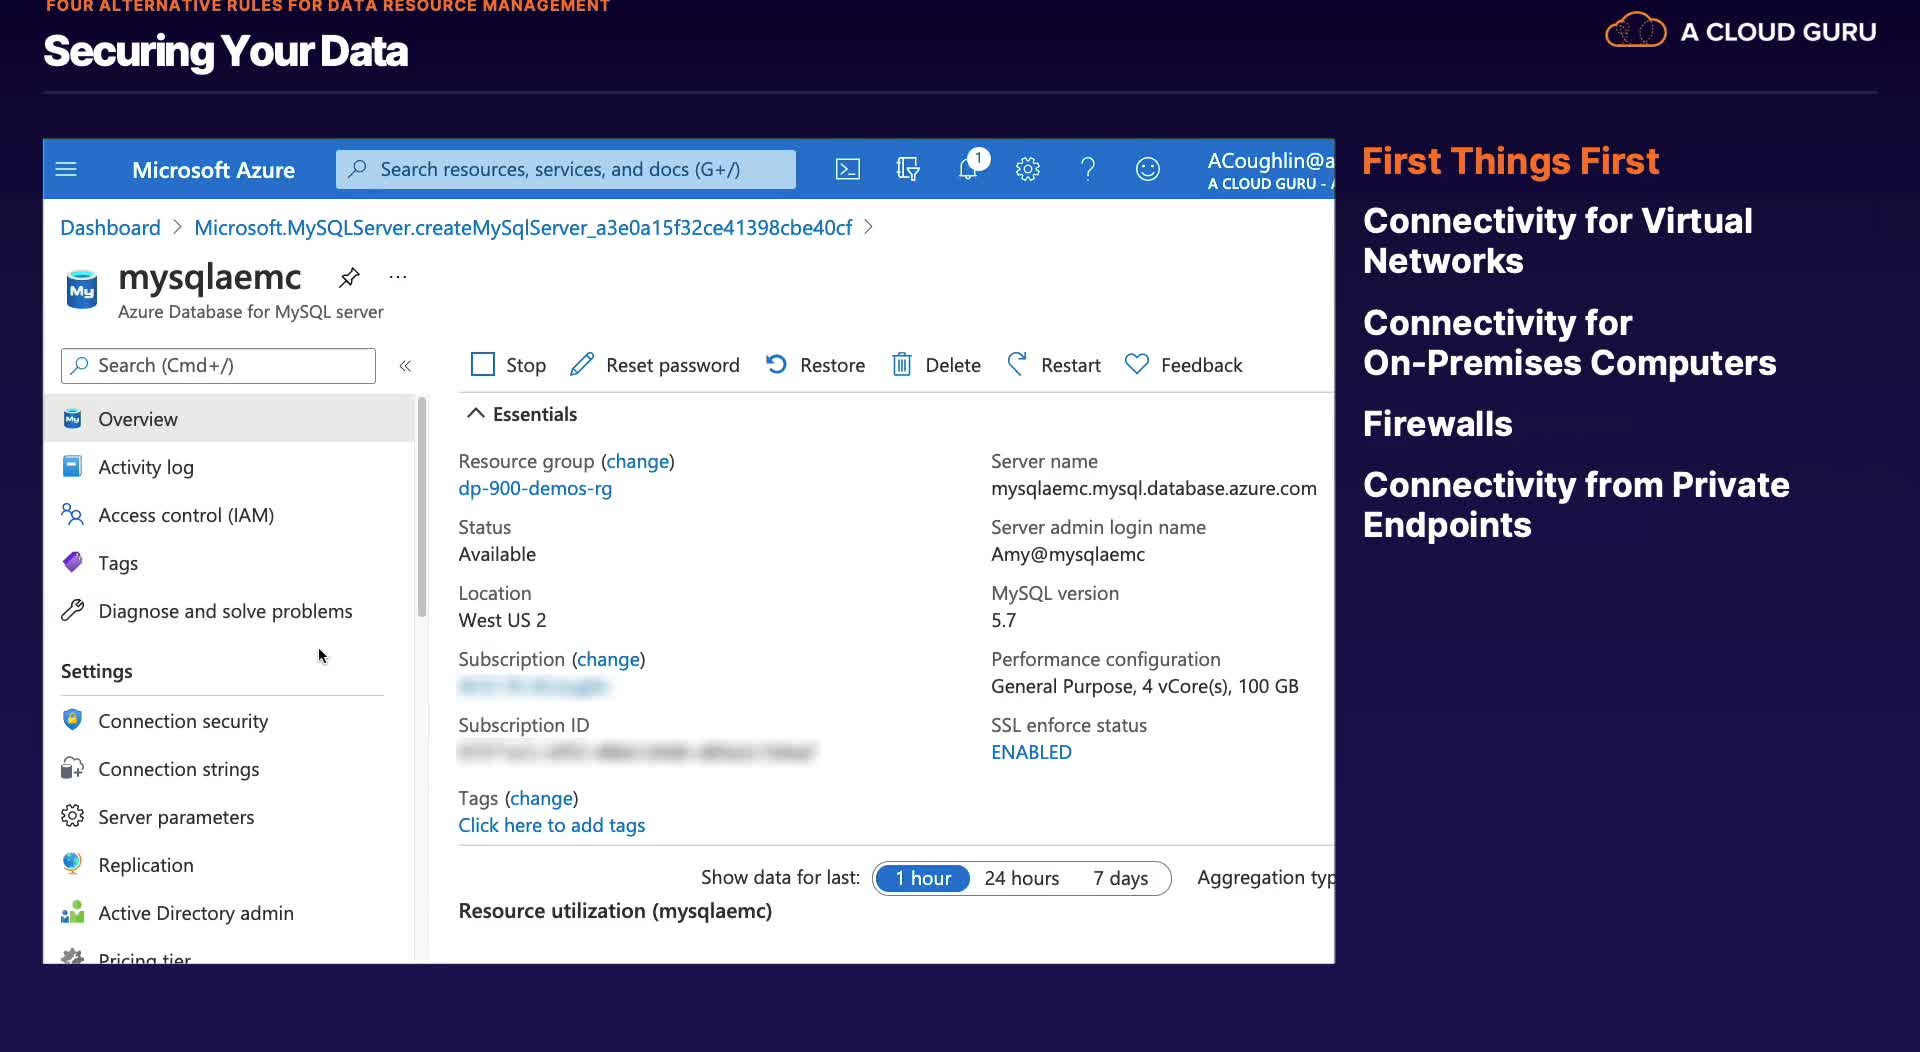 FOUR ALTERNATIVE RULES FOR DATA RESOURCE MANAGEMENT
Securing Your Data
A CLOUD GURU
Microsoft Azure
Search resources, services, and docs (G+/)
1
ACoughlin@a
A CLOUD GURU -
Dashboard > Microsoft.MySQLServer.createMySqlServer_a3e0a15f32ce41398cbe40cf >
My
mysqlaemc
...
Azure Database for MySQL server
Search (Cmd+/)
«
Stop
Reset password
Restore
Delete
Restart
Feedback
Overview
Activity log
Access control (IAM)
Tags
Diagnose and solve problems
Settings
Connection security
Connection strings
Server parameters
Replication
Active Directory admin
Pricing tier
Essentials
Resource group (change)
dp-900-demos-rg
Status
Available
Location
West US 2
Subscription (change)
Subscription ID
Tags (change)
Click here to add tags
Server name
mysqlaemc.mysql.database.azure.com
Server admin login name
Amy@mysqlaemc
MySQL version
5.7
Performance configuration
General Purpose, 4 vCore(s), 100 GB
SSL enforce status
ENABLED
Show data for last:
1 hour
24 hours
7 days
Aggregation typ
Resource utilization (mysqlaemc)
First Things First
Connectivity for Virtual
Networks
Connectivity for
On-Premises Computers
Firewalls
Connectivity from Private
Endpoints